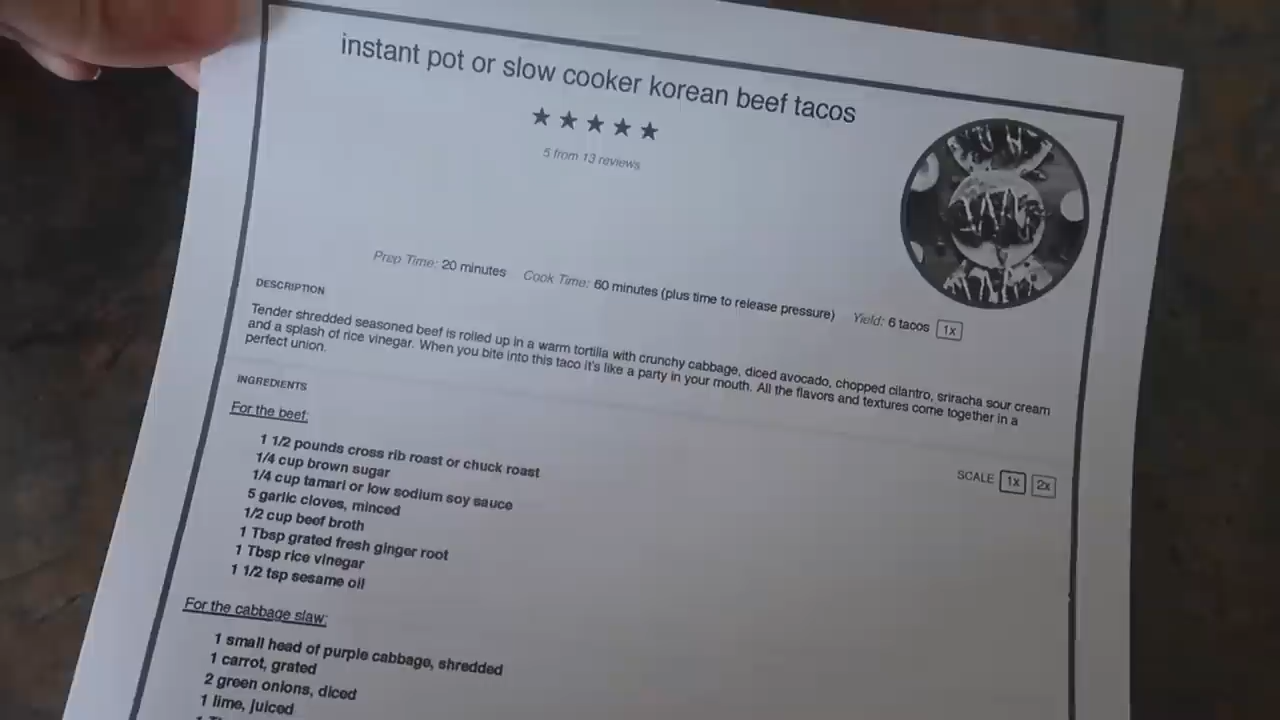 instant pot or slow cooker korean beef tacos
★ ★ ★ ★ ★
5 from 13 reviews
Prep Time: 20 minutes Cook Time: 60 minutes (plus time to release pressure) Yield: 6 tacos 1x
DESCRIPTION
Tender shredded seasoned beef is rolled up in a warm tortilla with crunchy cabbage, diced avocado, chopped cilantro, sriracha sour cream
and a splash of rice vinegar. When you bite into this taco it's like a party in your mouth. All the flavors and textures come together in a
perfect union.
INGREDIENTS
SCALE 1x 2x
For the beef:
1 1/2 pounds cross rib roast or chuck roast
1/4 cup brown sugar
1/4 cup tamari or low sodium soy sauce
5 garlic cloves, minced
1/2 cup beef broth
1 Tbsp grated fresh ginger root
1 Tbsp rice vinegar
1 1/2 tsp sesame oil
For the cabbage slaw:
1 small head of purple cabbage, shredded
1 carrot, grated
2 green onions, diced
1 lime, juiced